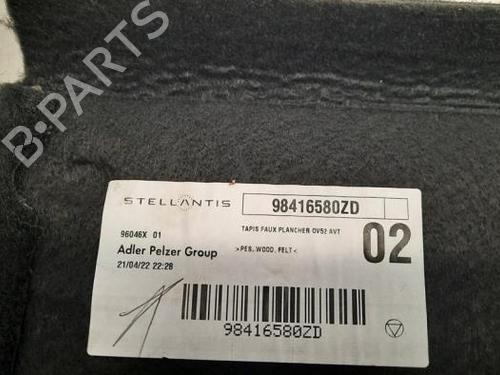 B-PARTS
STELLANTIS
98416580ZD
96046X 01
TAPIS FAUX PLANCHER OV52 AVT
02
Adler Pelzer Group
>PES, WOOD, FELT<
21/04/22 22:28
98416580ZD